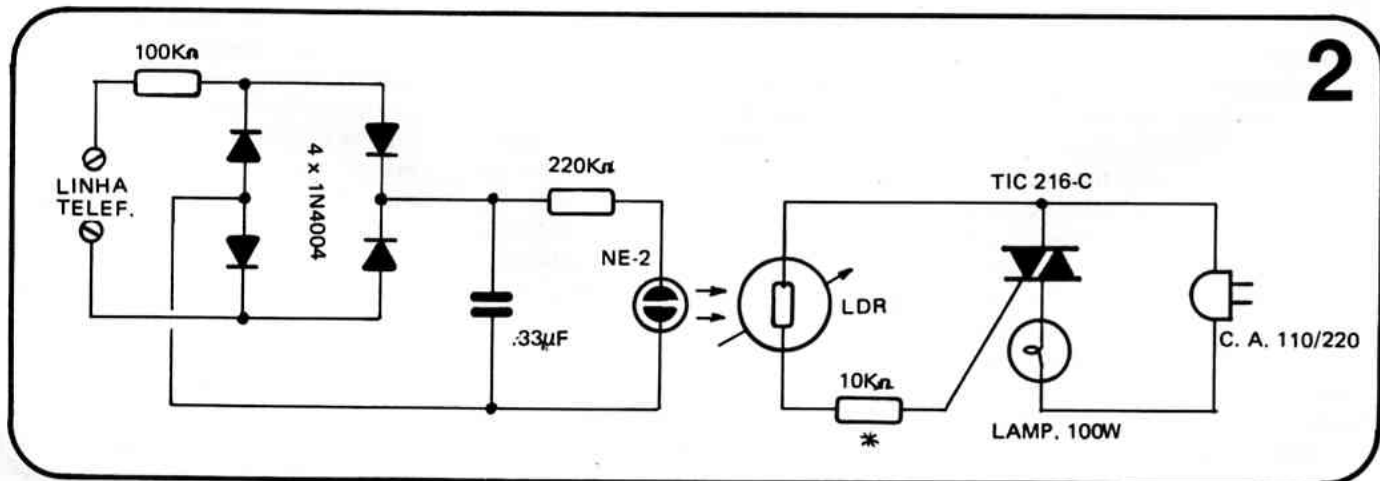 2
100KΩ
LINHA
TELEF.
4 x 1N4004
220KΩ
NE-2
.33µF
LDR
10KΩ
*
TIC 216-C
LAMP. 100W
C. A. 110/220